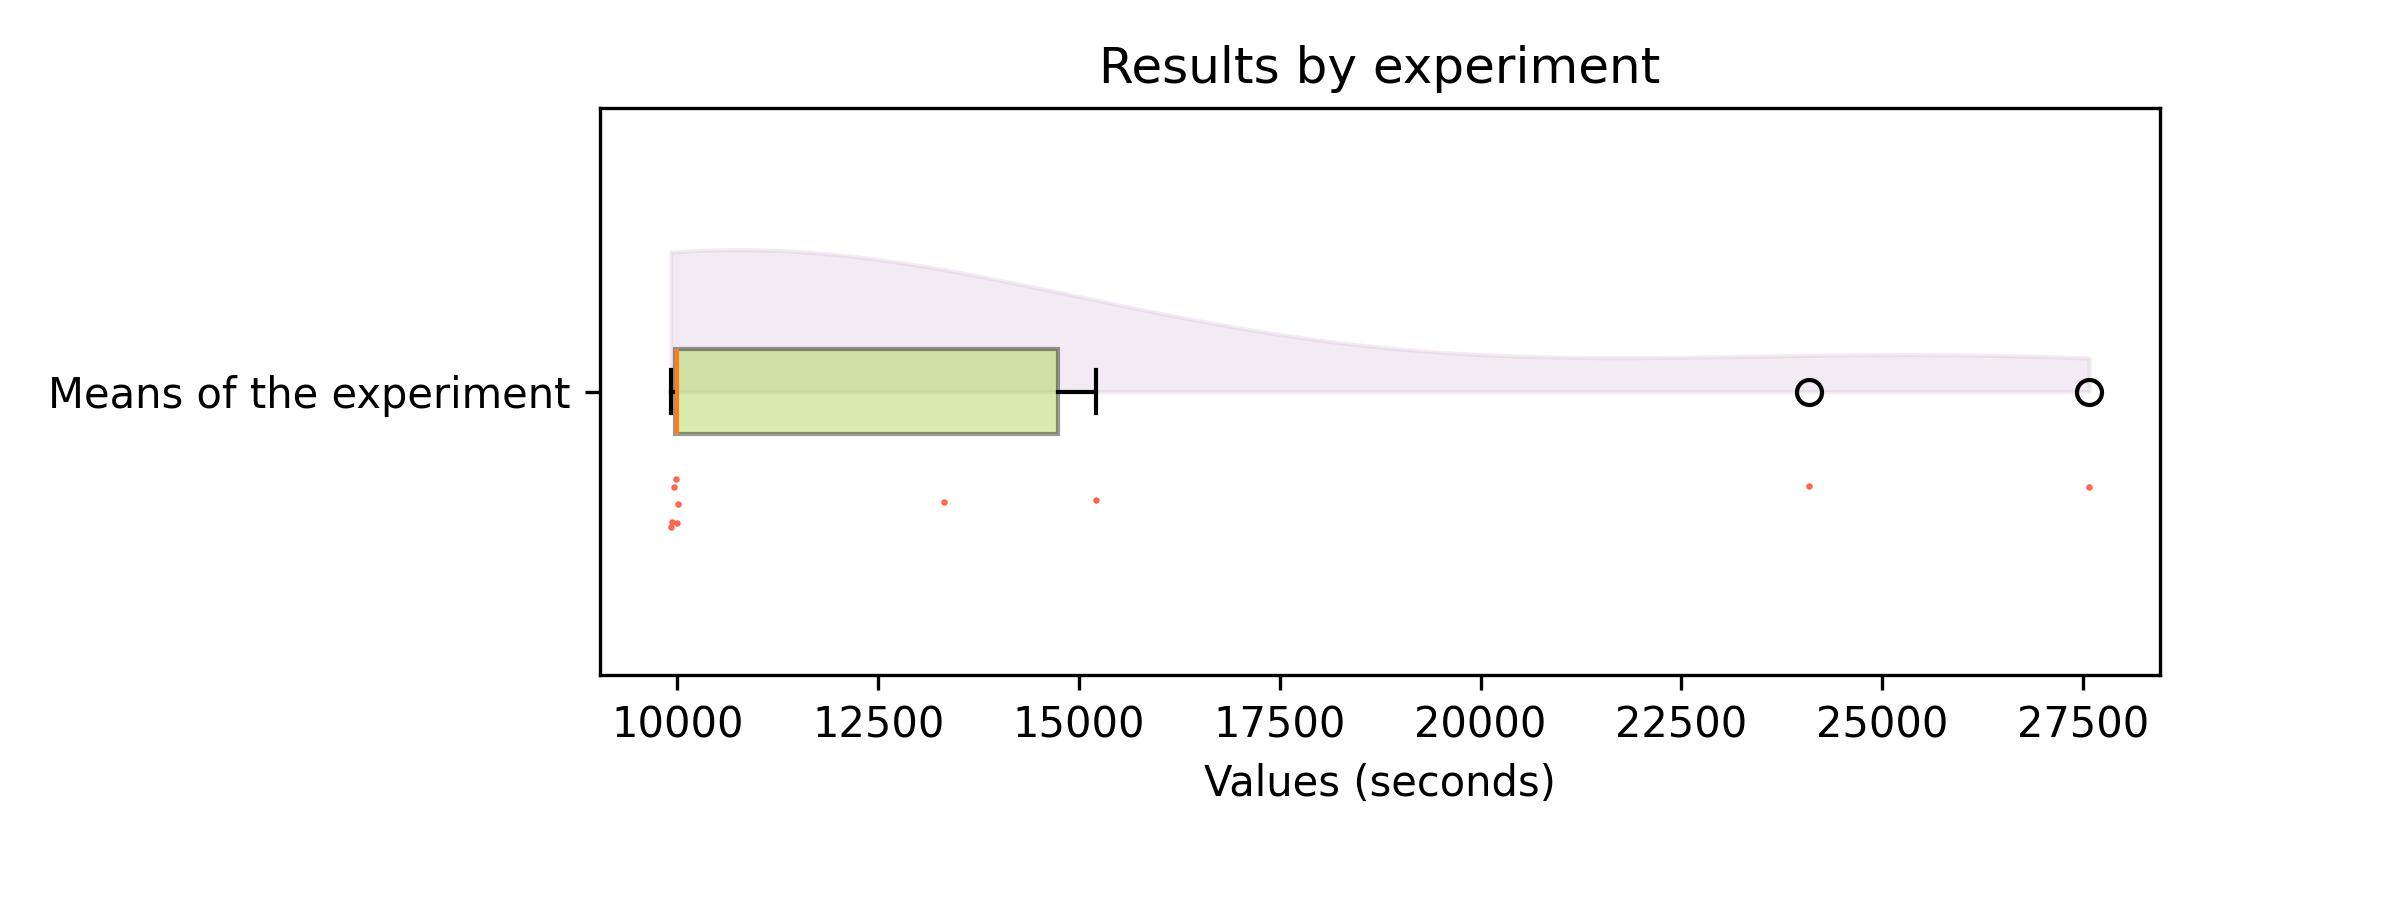 Results by experiment
Means of the experiment
10000 12500 15000 17500 20000 22500 25000 27500
Values (seconds)